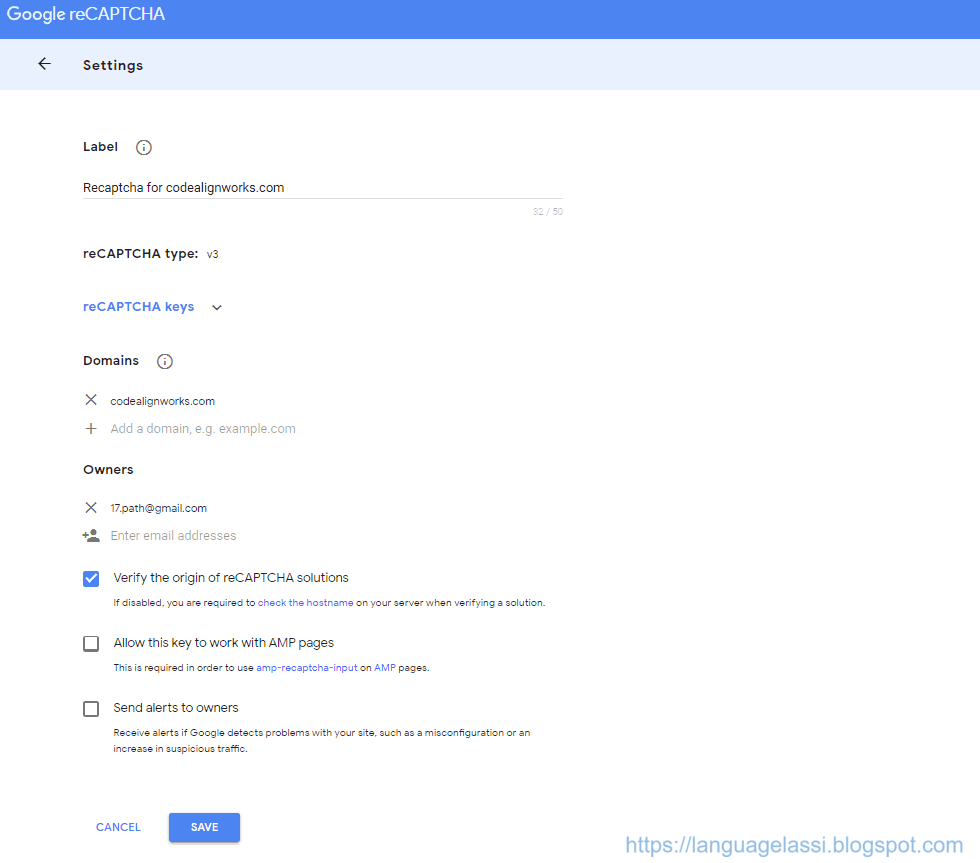 Google reCAPTCHA
Settings
Label
Recaptcha for codealignworks.com
32 / 50
reCAPTCHA type: v3
reCAPTCHA keys
Domains
codealignworks.com
Add a domain, e.g. example.com
Owners
17.path@gmail.com
Enter email addresses
Verify the origin of reCAPTCHA solutions
If disabled, you are required to check the hostname on your server when verifying a solution.
Allow this key to work with AMP pages
This is required in order to use amp-recaptcha-input on AMP pages.
Send alerts to owners
Receive alerts if Google detects problems with your site, such as a misconfiguration or an
increase in suspicious traffic.
CANCEL
SAVE
https://languagelassi.blogspot.com